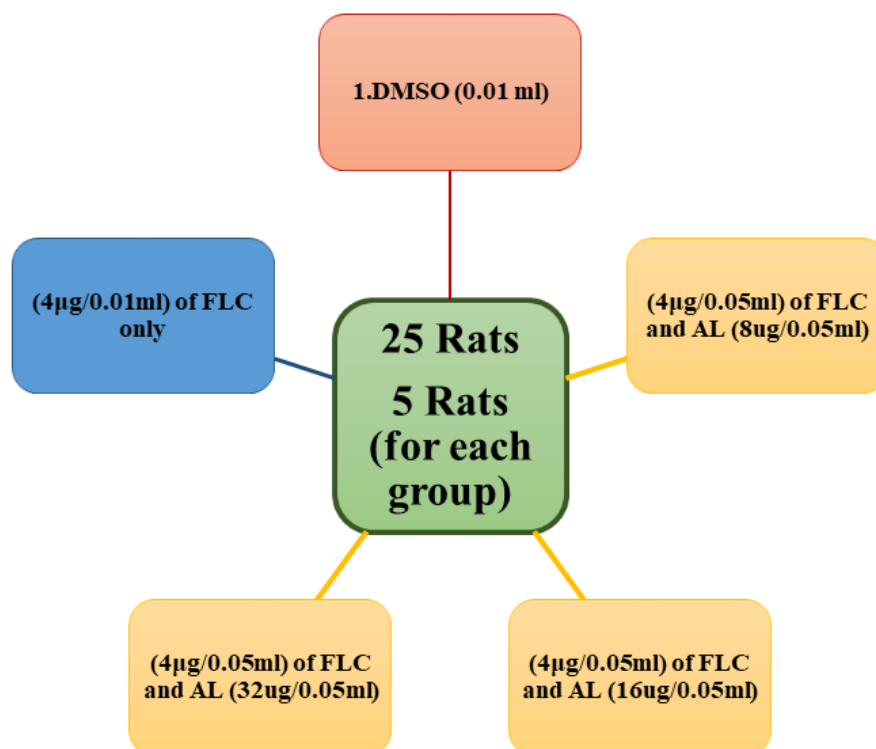 1.DMSO (0.01 ml)
(4μg/0.01ml) of FLC
only
(4μg/0.05ml) of FLC
and AL (8ug/0.05ml)
25 Rats
5 Rats
(for each
group)
(4μg/0.05ml) of FLC
and AL (32ug/0.05ml)
(4μg/0.05ml) of FLC
and AL (16ug/0.05ml)